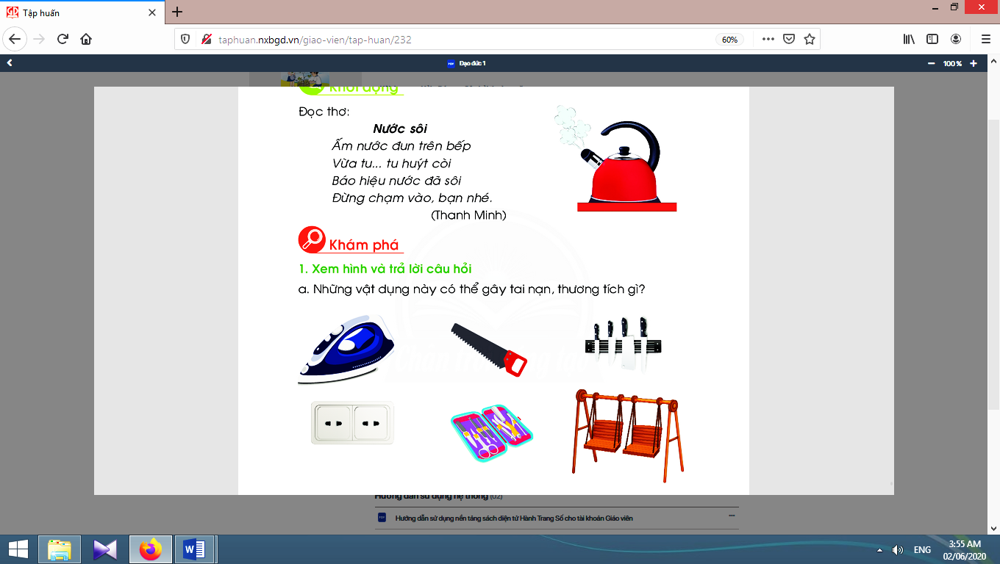 Tập huấn
taphuan.nxbgd.vn/giao-vien/tap-huan/232
60%
PDF Đạo đức 1
100%
Khởi động
Đọc thơ:
Nước sôi
Ấm nước đun trên bếp
Vừa tu... tu huýt còi
Báo hiệu nước đã sôi
Đừng chạm vào, bạn nhé.
(Thanh Minh)
Khám phá
1. Xem hình và trả lời câu hỏi
a. Những vật dụng này có thể gây tai nạn, thương tích gì?
Hướng dẫn sử dụng hệ thống (02)
PDF Hướng dẫn sử dụng nền tảng sách điện tử Hành Trang Số cho tài khoản Giáo viên
ENG
3:55 AM
02/06/2020